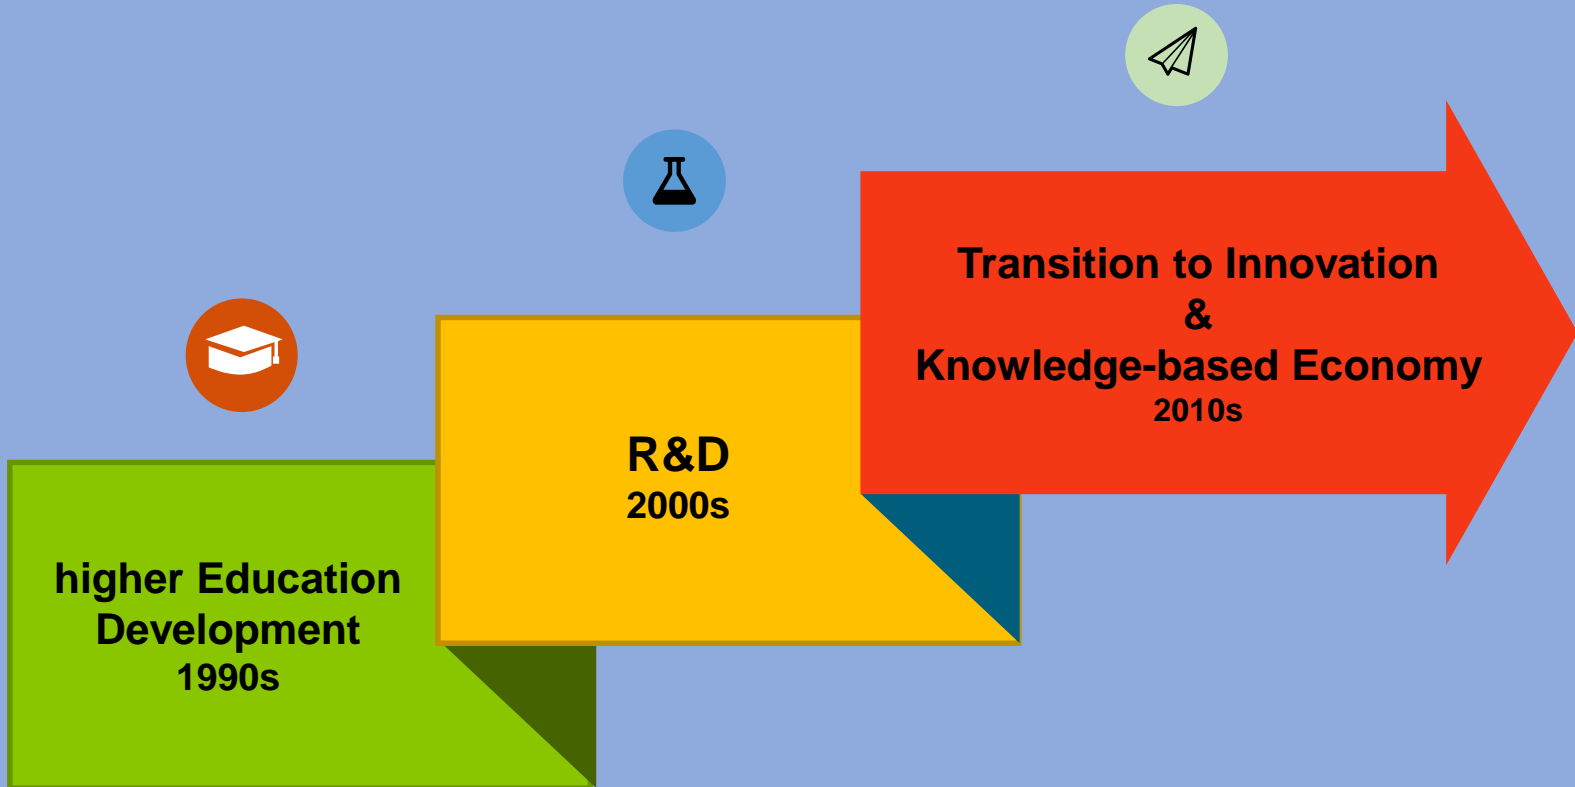 higher Education
Development
1990s
R&D
2000s
Transition to Innovation
&
Knowledge-based Economy
2010s